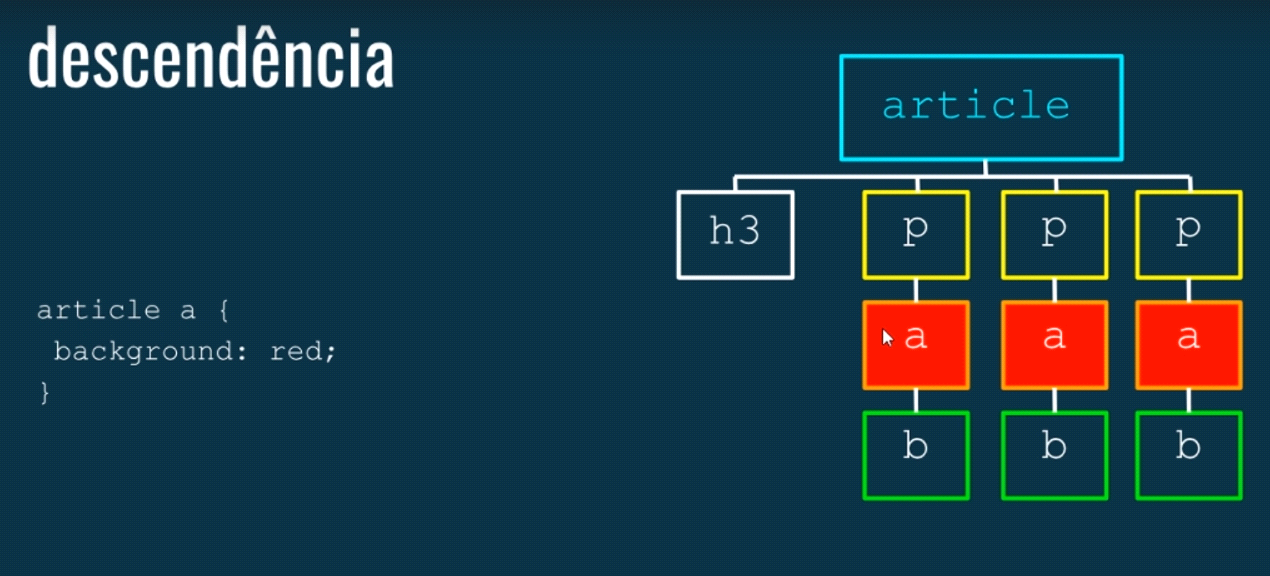 descendência
article
h3 p p p
article a {
background: red;
}
a a a
b b b